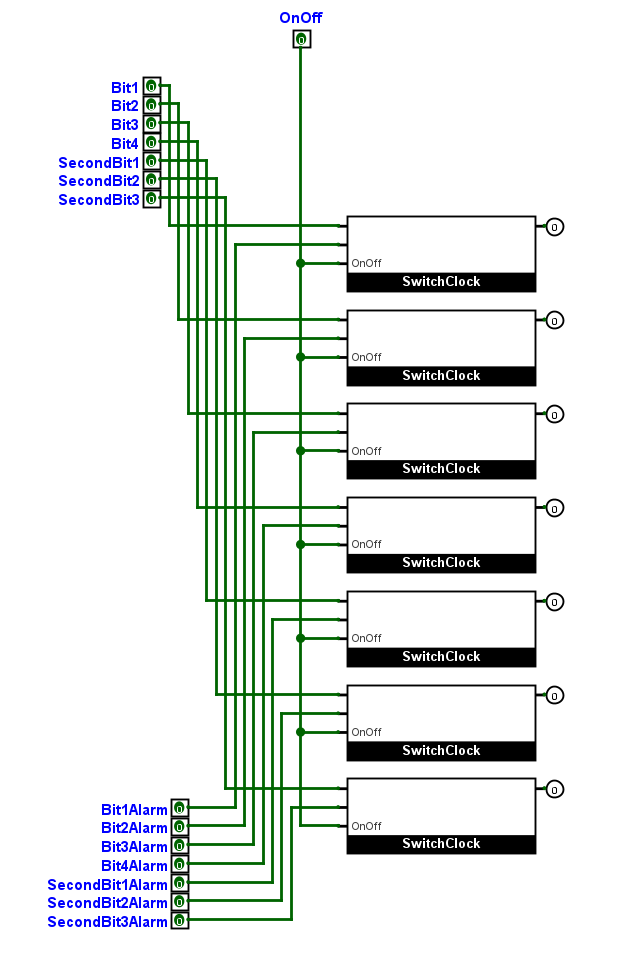 OnOff
0
Bit1 0
Bit2 0
Bit3 0
Bit4 0
SecondBit1 0
SecondBit2 0
SecondBit3 0
0
OnOff
SwitchClock
0
OnOff
SwitchClock
0
OnOff
SwitchClock
0
OnOff
SwitchClock
0
OnOff
SwitchClock
0
OnOff
SwitchClock
0
OnOff
SwitchClock
Bit1Alarm 0
Bit2Alarm 0
Bit3Alarm 0
Bit4Alarm 0
SecondBit1Alarm 0
SecondBit2Alarm 0
SecondBit3Alarm 0